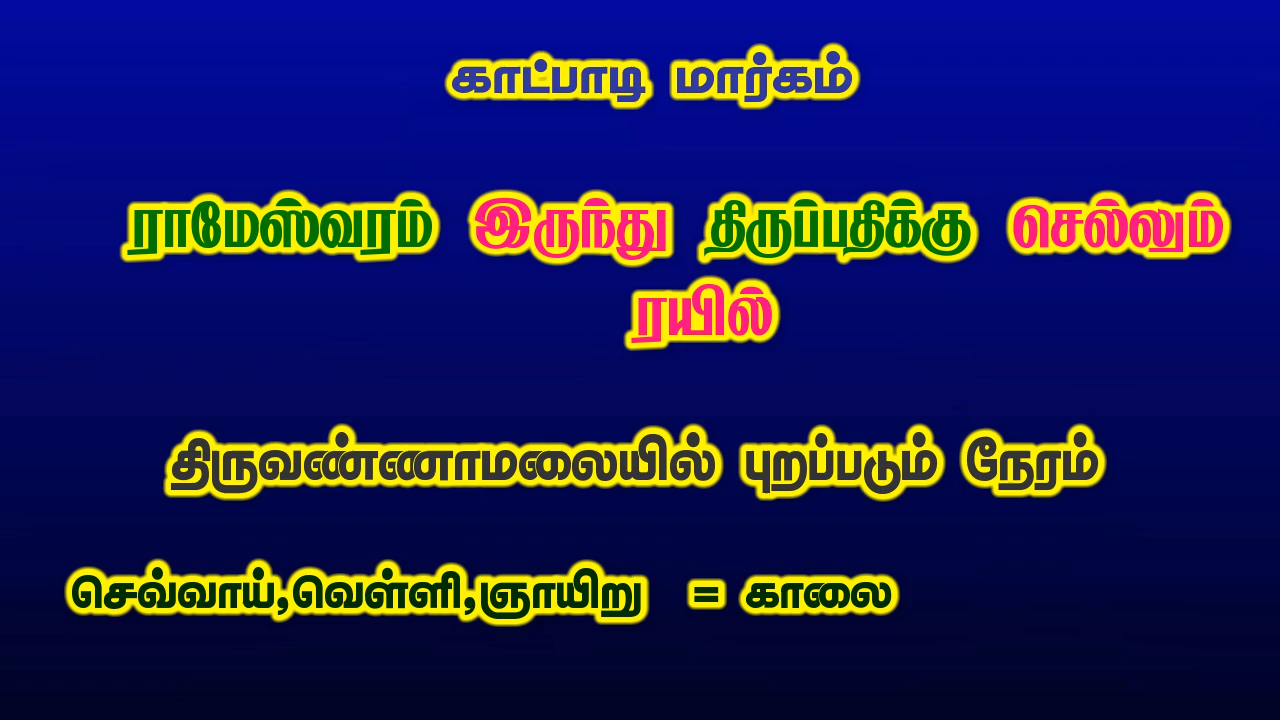 காட்பாடி மார்கம்
ராமேஸ்வரம் இருந்து திருப்பதிக்கு செல்லும்
ரயில்
திருவண்ணாமலையில் புறப்படும் நேரம்
செவ்வாய்,வெள்ளி,ஞாயிறு = காலை